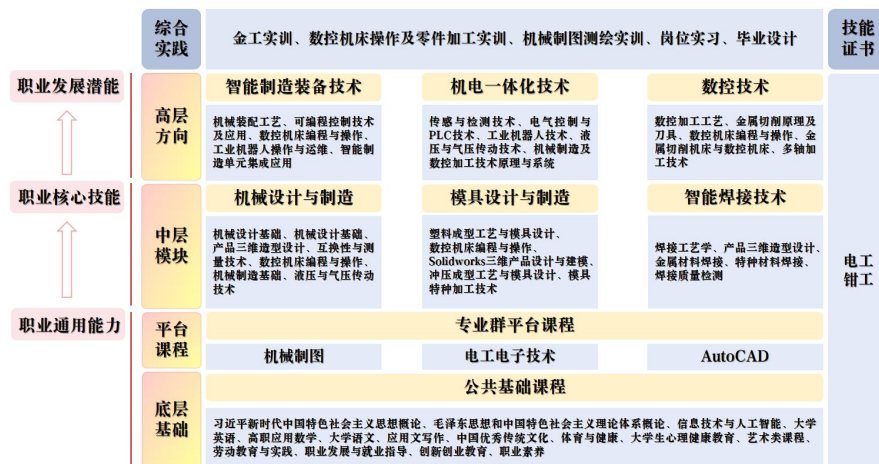 综合
实践
金工实训、数控机床操作及零件加工实训、机械制图测绘实训、岗位实习、毕业设计
技能
证书
职业发展潜能
高层
方向
智能制造装备技术
机械装配工艺、可编程控制技术
及应用、数控机床编程与操作、
工业机器人操作与运维、智能制
造单元集成应用
机电一体化技术
传感与检测技术、电气控制与
PLC技术、工业机器人技术、液
压与气压传动技术、机械制造及
数控加工技术原理与系统
数控技术
数控加工工艺、金属切削原理及
刀具、数控机床编程与操作、金
属切削机床与数控机床、多轴加
工技术
职业核心技能
中层
模块
机械设计与制造
机械设计基础、机械设计基础、
产品三维造型设计、互换性与测
量技术、数控机床编程与操作、
机械制造基础、液压与气压传动
技术
模具设计与制造
塑料成型工艺与模具设计、
数控机床编程与操作、
Solidworks三维产品设计与建模、
冲压成型工艺与模具设计、模具
特种加工技术
智能焊接技术
焊接工艺学、产品三维造型设计、
金属材料焊接、特种材料焊接、
焊接质量检测
电工
钳工
职业通用能力
平台
课程
专业群平台课程
机械制图
电工电子技术
AutoCAD
底层
基础
公共基础课程
习近平新时代中国特色社会主义思想概论、毛泽东思想和中国特色社会主义理论体系概论、信息技术与人工智能、大学
英语、高职应用数学、大学语文、应用文写作、中国优秀传统文化、体育与健康、大学生心理健康教育、艺术类课程、
劳动教育与实践、职业发展与就业指导、创新创业教育、职业素养